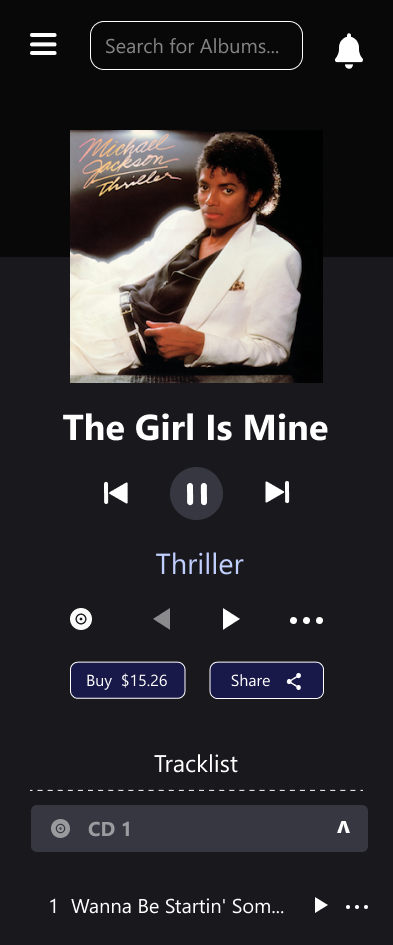 Search for Albums...
Michael
Jackson
Thriller
The Girl Is Mine
Thriller
Buy $15.26
Share
Tracklist
CD 1
1 Wanna Be Startin' Som...